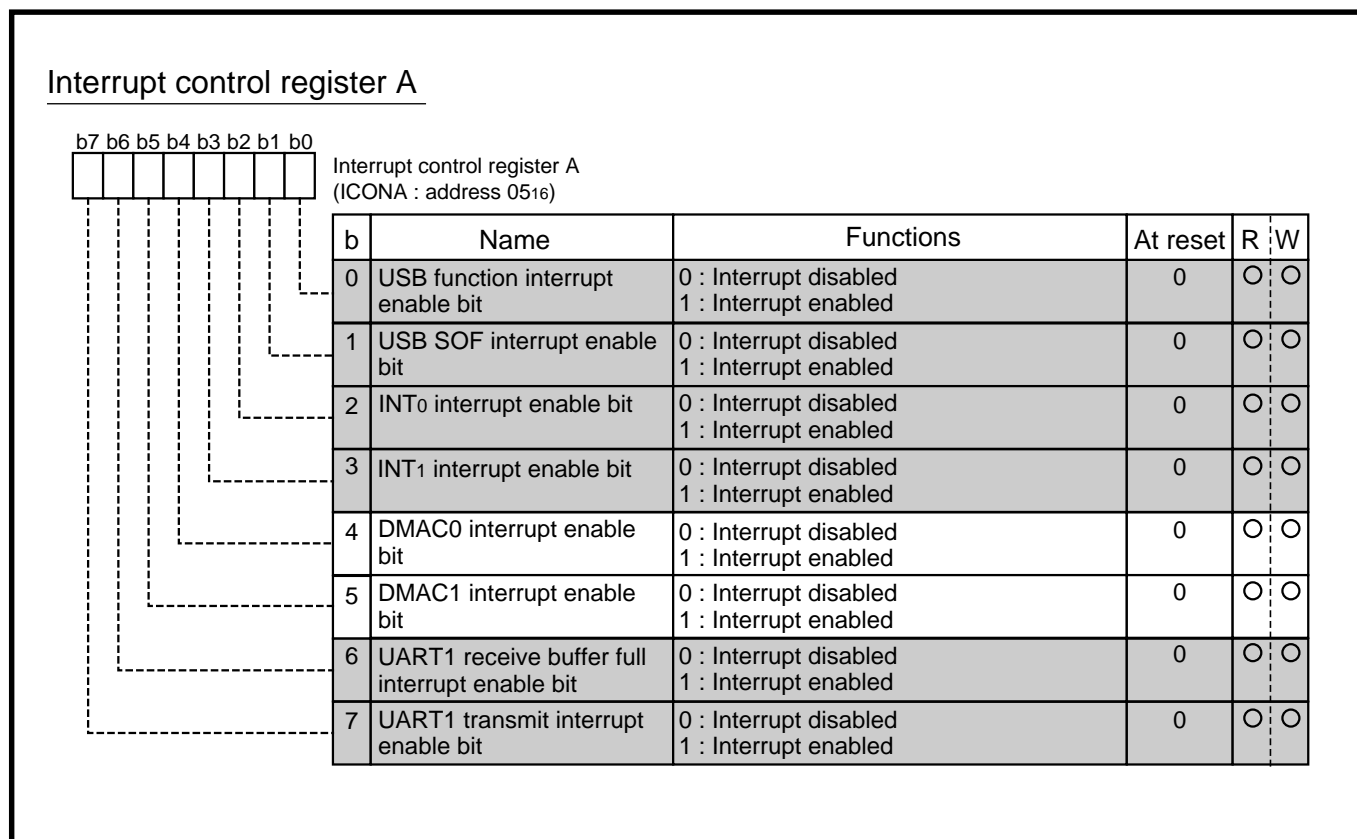 Interrupt control register A
b7 b6 b5 b4 b3 b2 b1 b0
Interrupt control register A
(ICONA : address 0516)
b Name Functions At reset R W
0 USB function interrupt 0 : Interrupt disabled 0 O O
enable bit 1 : Interrupt enabled
1 USB SOF interrupt enable 0 : Interrupt disabled 0 O O
bit 1 : Interrupt enabled
2 INT0 interrupt enable bit 0 : Interrupt disabled 0 O O
1 : Interrupt enabled
3 INT1 interrupt enable bit 0 : Interrupt disabled 0 O O
1 : Interrupt enabled
4 DMAC0 interrupt enable 0 : Interrupt disabled 0 O O
bit 1 : Interrupt enabled
5 DMAC1 interrupt enable 0 : Interrupt disabled 0 O O
bit 1 : Interrupt enabled
6 UART1 receive buffer full 0 : Interrupt disabled 0 O O
interrupt enable bit 1 : Interrupt enabled
7 UART1 transmit interrupt 0 : Interrupt disabled 0 O O
enable bit 1 : Interrupt enabled